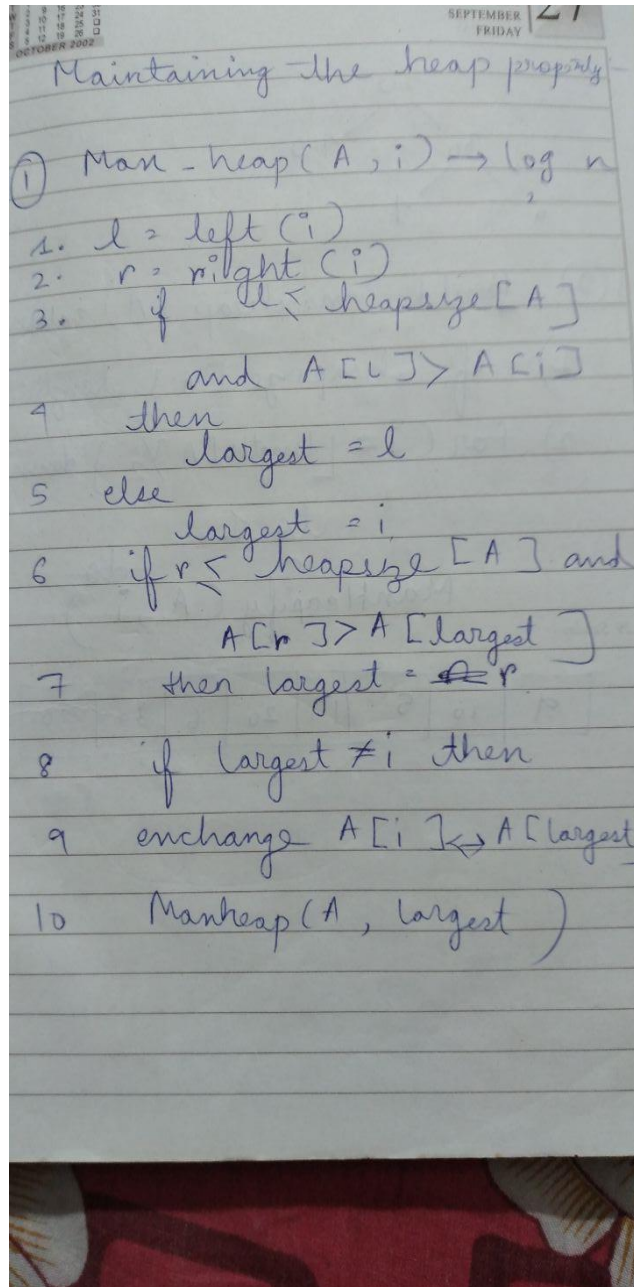 SEPTEMBER 27
FRIDAY
OCTOBER 2002
Maintaining the heap property
① Max-heap(A, i) → log n
1. l = left (i)
2. r = right (i)
3. if l ≤ heapsize [A]
and A[L] > A[i]
4 then
largest = l
5 else
largest = i
6 if r ≤ heapsize [A] and
A[r] > A [largest]
7 then largest = r
8 if largest ≠ i then
9 exchange A[i] ↔ A[largest
10 Maxheap(A, largest)